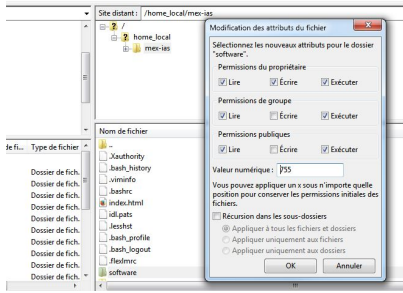 Site distant : /home_local/mex-ias
/
home_local
mex-ias
Nom de fichier
..
.Xauthority
.bash_history
.viminfo
.bashrc
index.html
idl.pats
.lesshst
.bash_profile
.bash_logout
.flexlmrc
software
de fi... Type de fichier
Dossier de fich.
Dossier de fich.
Dossier de fich.
Dossier de fich.
Dossier de fich.
Dossier de fich.
Dossier de fich.
Dossier de fich.
Dossier de fich.
Modification des attributs du fichier
Sélectionnez les nouveaux attributs pour le dossier
"software".
Permissions du propriétaire
Lire Écrire Exécuter
Permissions de groupe
Lire Écrire Exécuter
Permissions publiques
Lire Écrire Exécuter
Valeur numérique : 755
Vous pouvez appliquer un x sous n'importe quelle
position pour conserver les permissions initiales des
fichiers.
Récursion dans les sous-dossiers
Appliquer à tous les fichiers et dossiers
Appliquer uniquement aux fichiers
Appliquer uniquement aux dossiers
OK Annuler